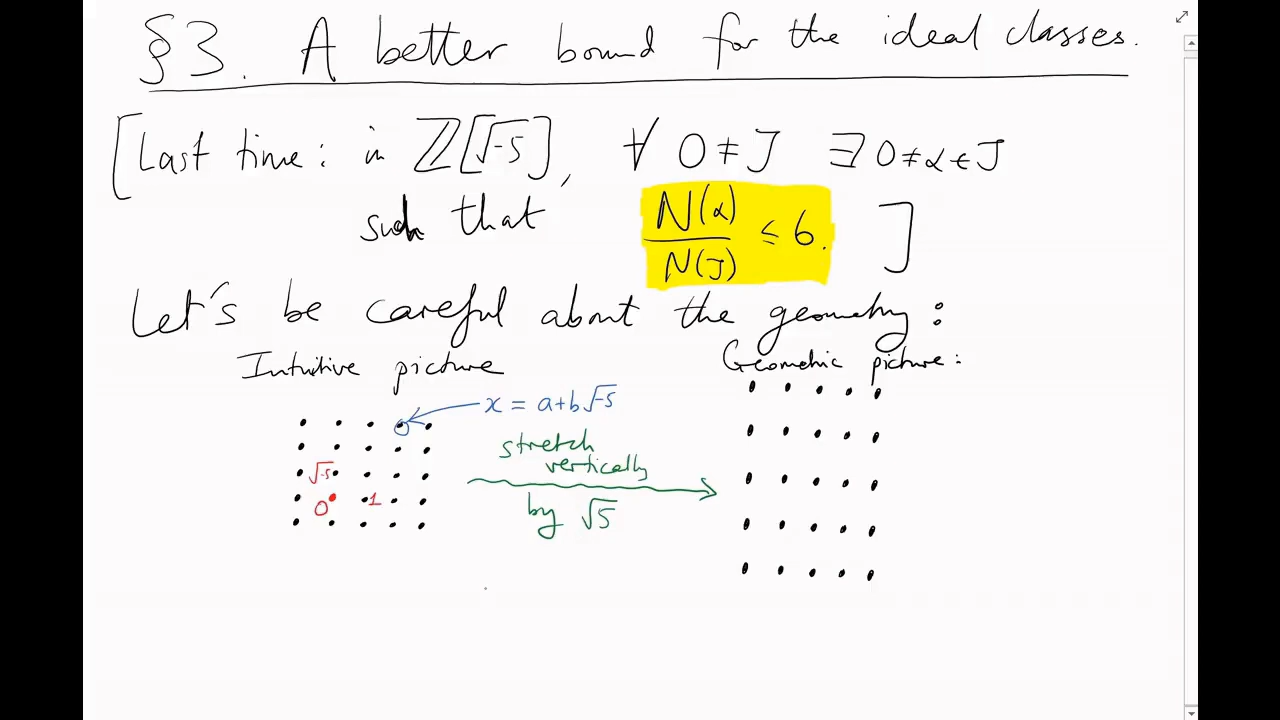 §3. A better bound for the ideal classes.
[Last time: in ℤ[√-5], ∀ 0≠J ∃ 0≠α∈J
such that N(α)/N(J) ≤ 6. ]
Let's be careful about the geometry:
Intuitive picture
Geometric picture:
x = a+b√-5
stretch
vertically
by √5
√-5
0
1